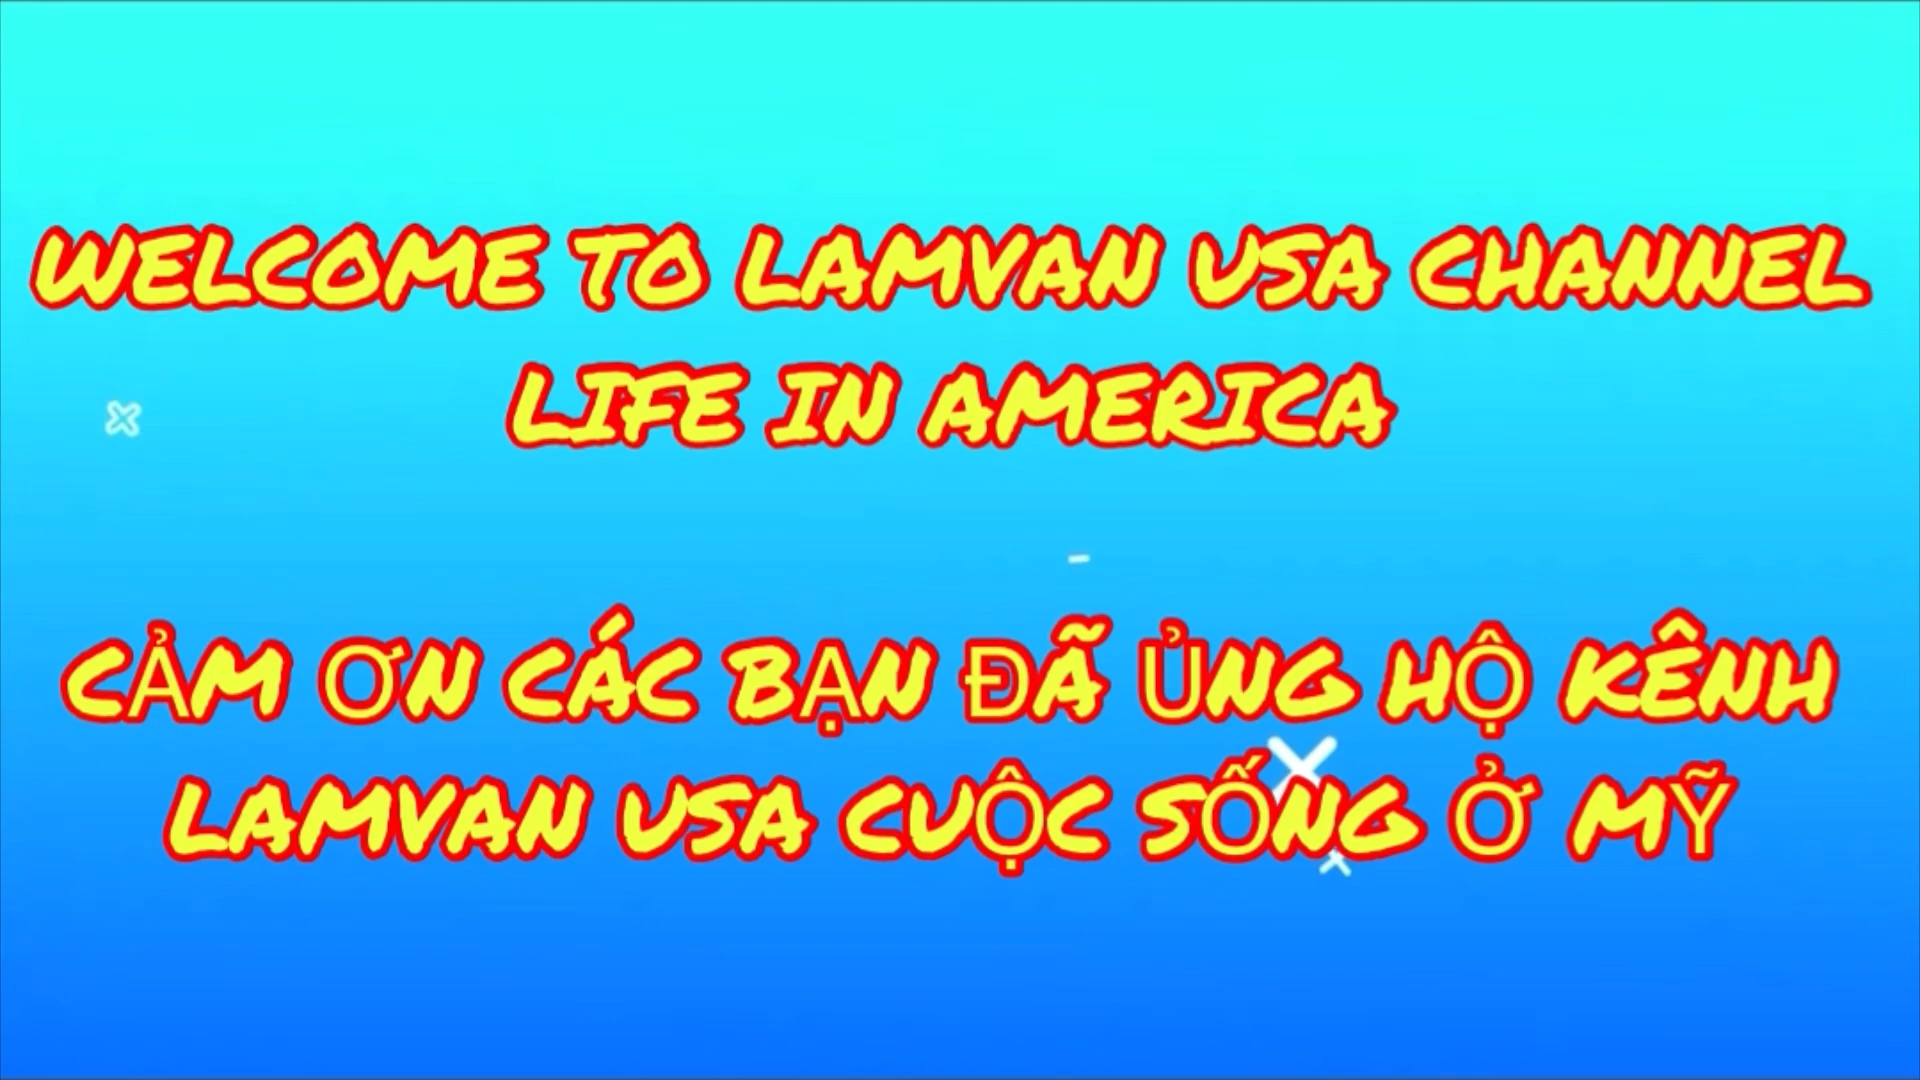 WELCOME TO LAMVAN USA CHANNEL
LIFE IN AMERICA
CẢM ƠN CÁC BẠN ĐÃ ỦNG HỘ KÊNH
LAMVAN USA CUỘC SỐNG Ở MỸ